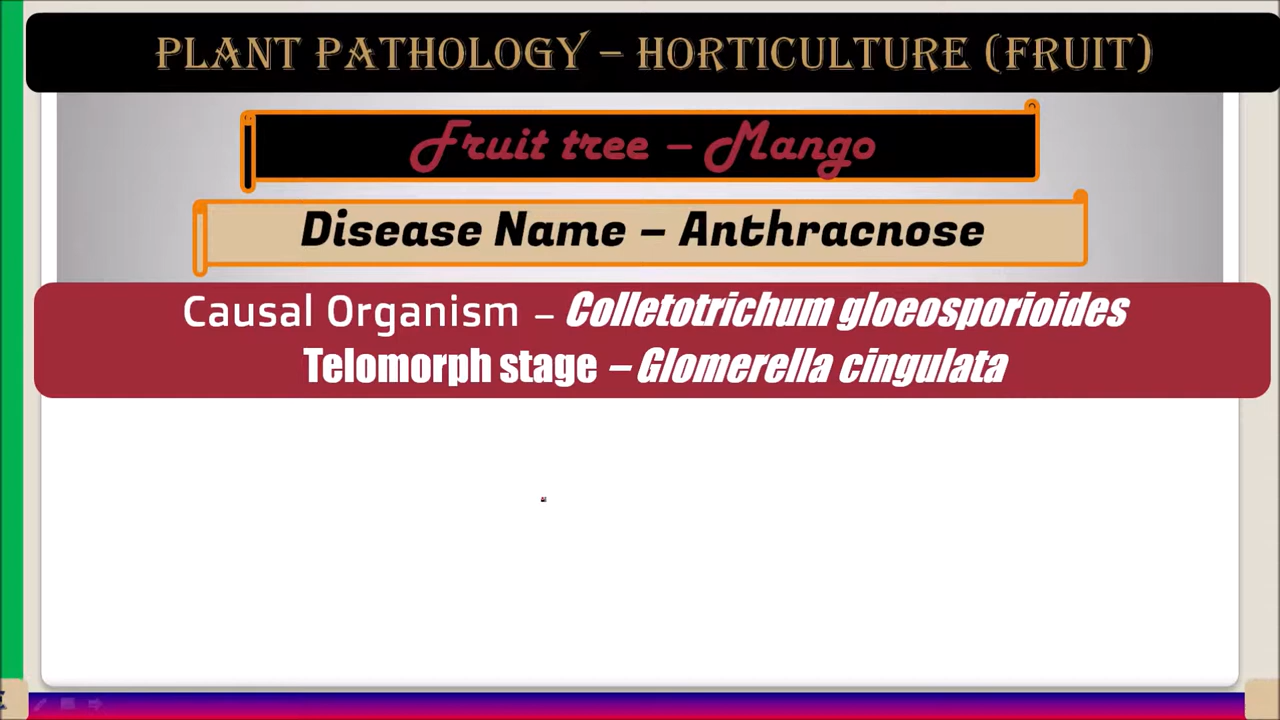 PLANT PATHOLOGY – HORTICULTURE (FRUIT)
Fruit tree – Mango
Disease Name – Anthracnose
Causal Organism – Colletotrichum gloeosporioides
Telomorph stage – Glomerella cingulata